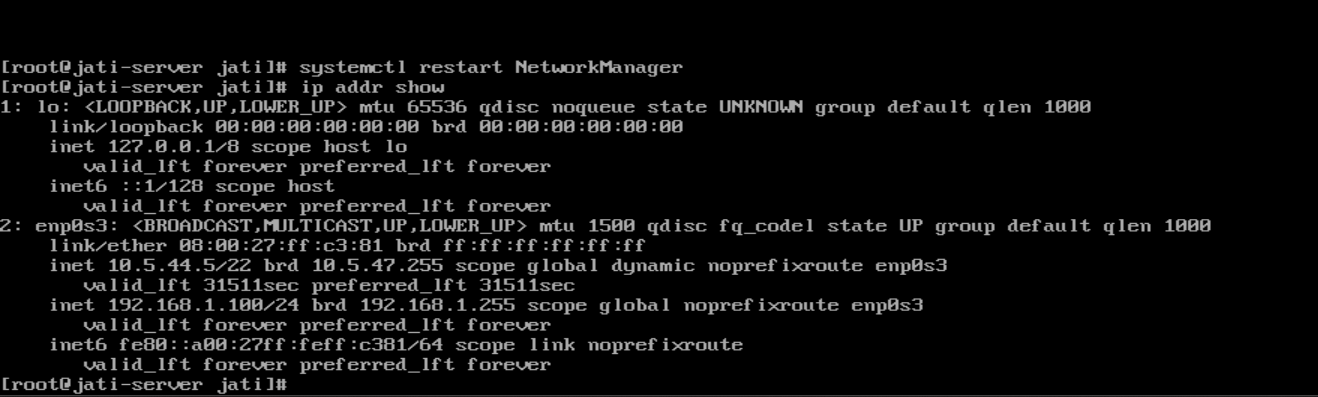 [root@jati-server jati]# systemctl restart NetworkManager
[root@jati-server jati]# ip addr show
1: lo: <LOOPBACK,UP,LOWER_UP> mtu 65536 qdisc noqueue state UNKNOWN group default qlen 1000
    link/loopback 00:00:00:00:00:00 brd 00:00:00:00:00:00
    inet 127.0.0.1/8 scope host lo
       valid_lft forever preferred_lft forever
    inet6 ::1/128 scope host
       valid_lft forever preferred_lft forever
2: enp0s3: <BROADCAST,MULTICAST,UP,LOWER_UP> mtu 1500 qdisc fq_codel state UP group default qlen 1000
    link/ether 08:00:27:ff:c3:81 brd ff:ff:ff:ff:ff:ff
    inet 10.5.44.5/22 brd 10.5.47.255 scope global dynamic noprefixroute enp0s3
       valid_lft 31511sec preferred_lft 31511sec
    inet 192.168.1.100/24 brd 192.168.1.255 scope global noprefixroute enp0s3
       valid_lft forever preferred_lft forever
    inet6 fe80::a00:27ff:feff:c381/64 scope link noprefixroute
       valid_lft forever preferred_lft forever
[root@jati-server jati]#